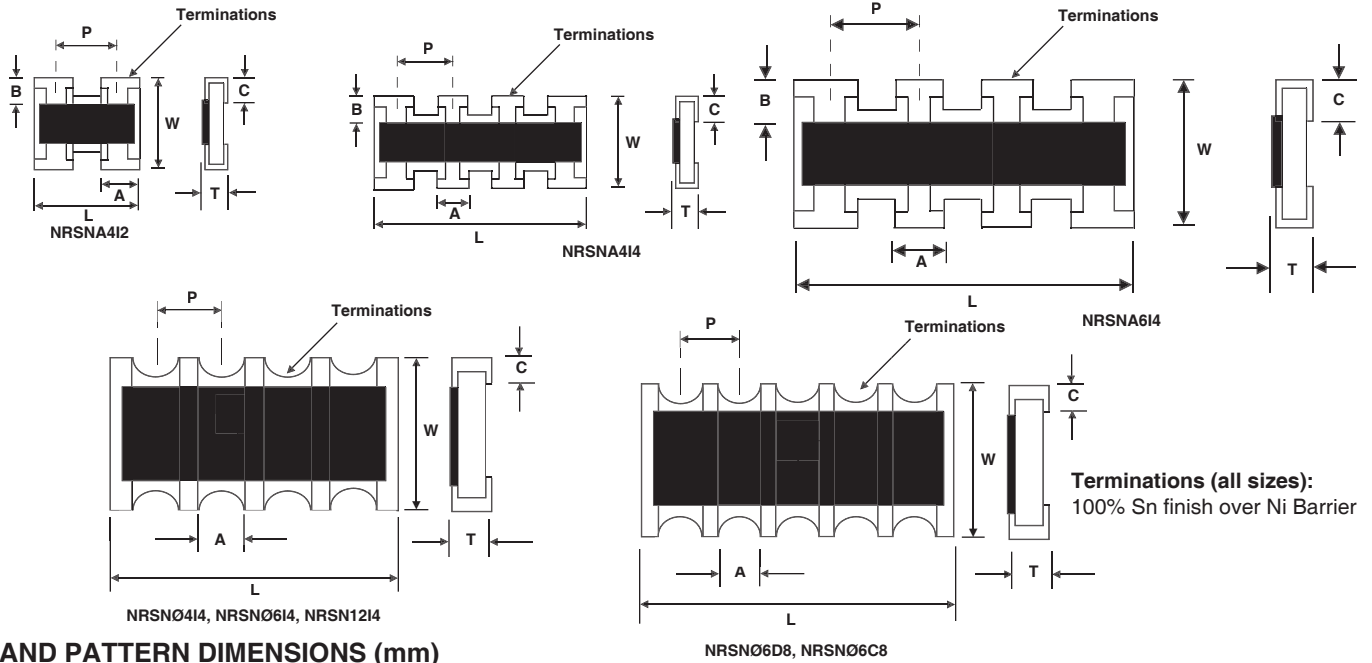 Terminations
P
B
C
W
A
T
L
NRSNA4I2
Terminations
P
B
C
W
A
T
L
NRSNA4I4
P
Terminations
B
C
W
A
T
L
NRSNA6I4
P
Terminations
C
W
A
T
L
NRSNØ4I4, NRSNØ6I4, NRSN12I4
P
Terminations
C
W
A
T
L
NRSNØ6D8, NRSNØ6C8
Terminations (all sizes):
100% Sn finish over Ni Barrier
AND PATTERN DIMENSIONS (mm)